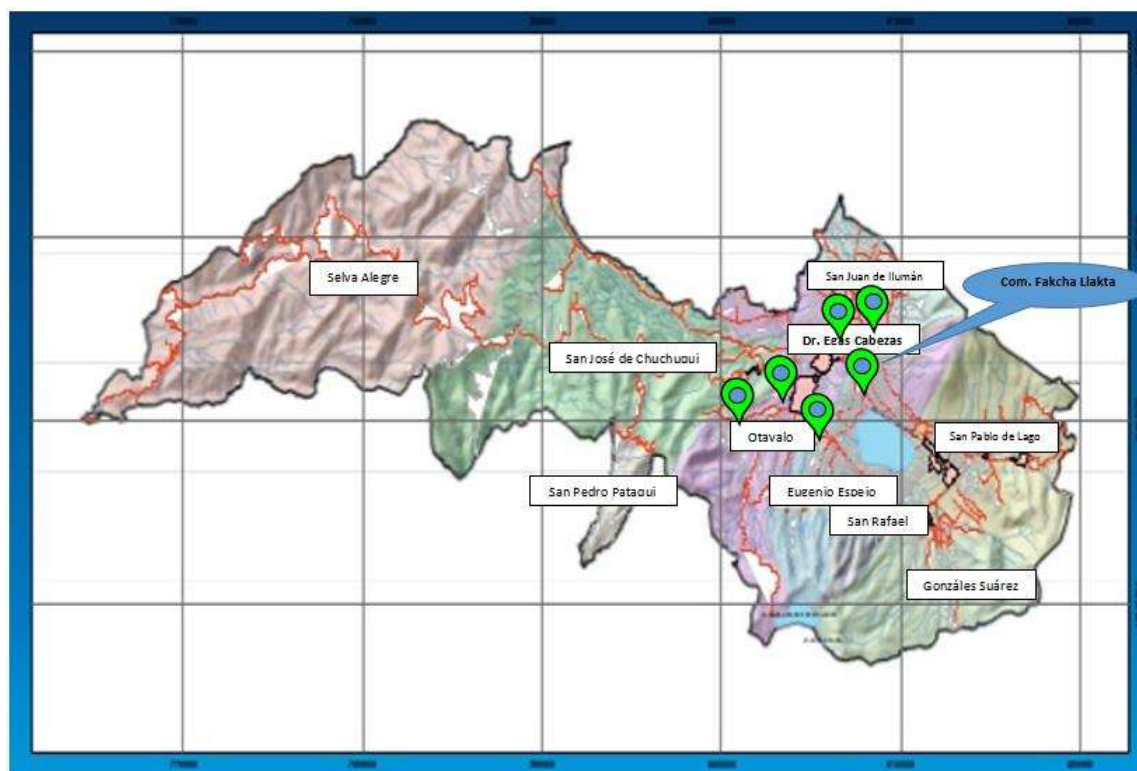 Selva Alegre
San Juan de Ilumán
Com. Fakcha Llakta
Dr. Egas Cabezas
San José de Chuchuqui
Otavalo
San Pablo de Lago
San Pedro Pataqui
Eugenio Espejo
San Rafael
Gonzáles Suárez